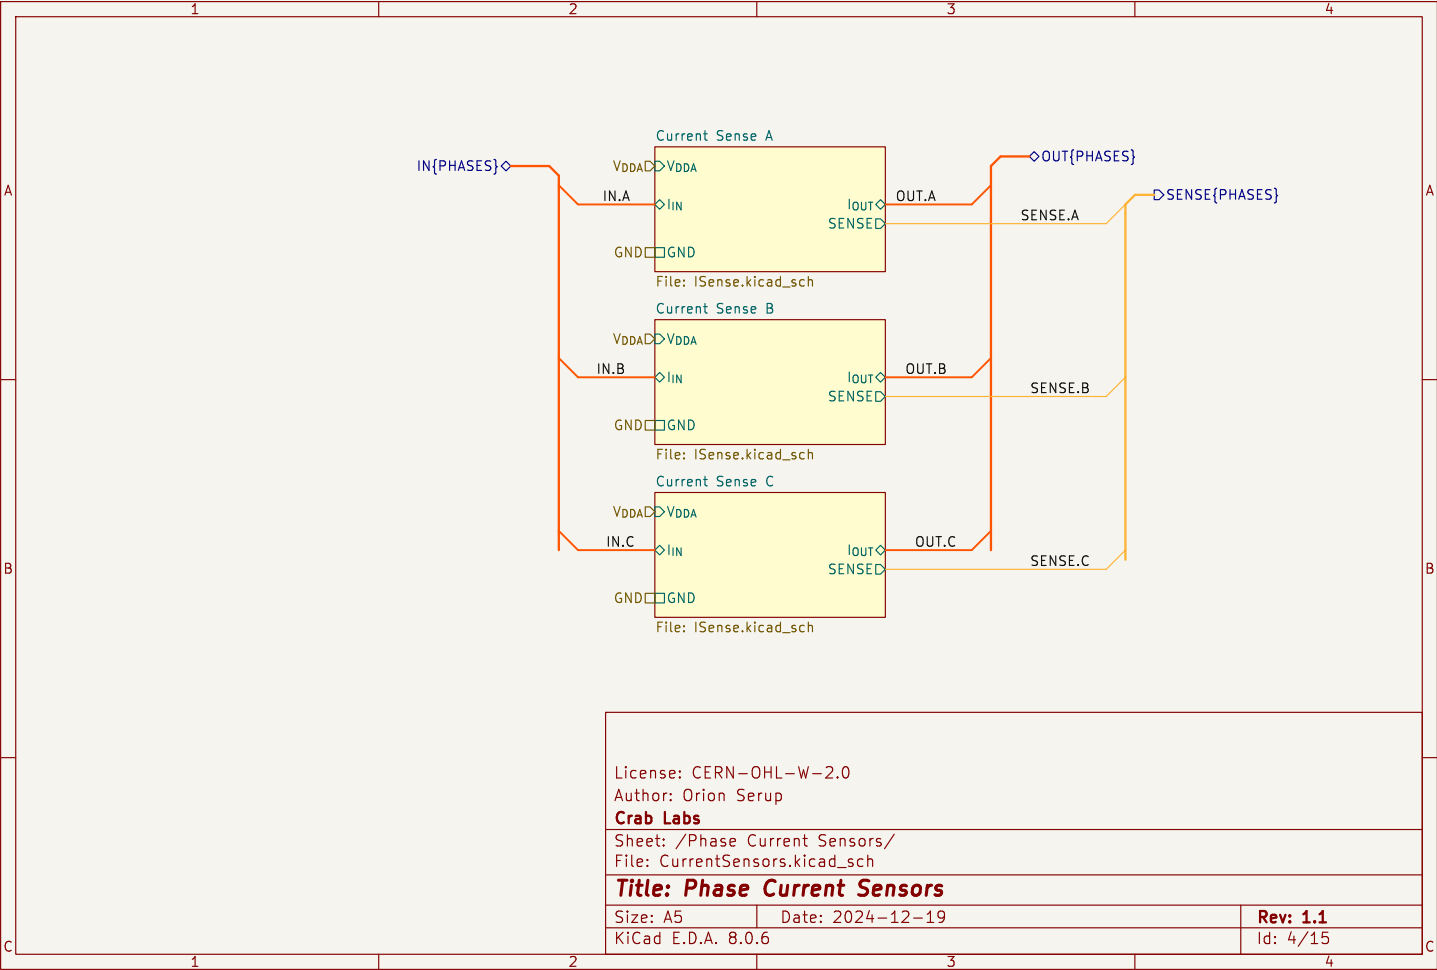 1 2 3 4
A A
B B
C C
1 2 3 4
IN{PHASES}
OUT{PHASES}
SENSE{PHASES}
Current Sense A
VDDA VDDA
IN.A IIN IOUT OUT.A
SENSE SENSE.A
GND GND
File: ISense.kicad_sch
Current Sense B
VDDA VDDA
IN.B IIN IOUT OUT.B
SENSE SENSE.B
GND GND
File: ISense.kicad_sch
Current Sense C
VDDA VDDA
IN.C IIN IOUT OUT.C
SENSE SENSE.C
GND GND
File: ISense.kicad_sch
License: CERN-OHL-W-2.0
Author: Orion Serup
Crab Labs
Sheet: /Phase Current Sensors/
File: CurrentSensors.kicad_sch
Title: Phase Current Sensors
Size: A5 Date: 2024-12-19 Rev: 1.1
KiCad E.D.A. 8.0.6 Id: 4/15